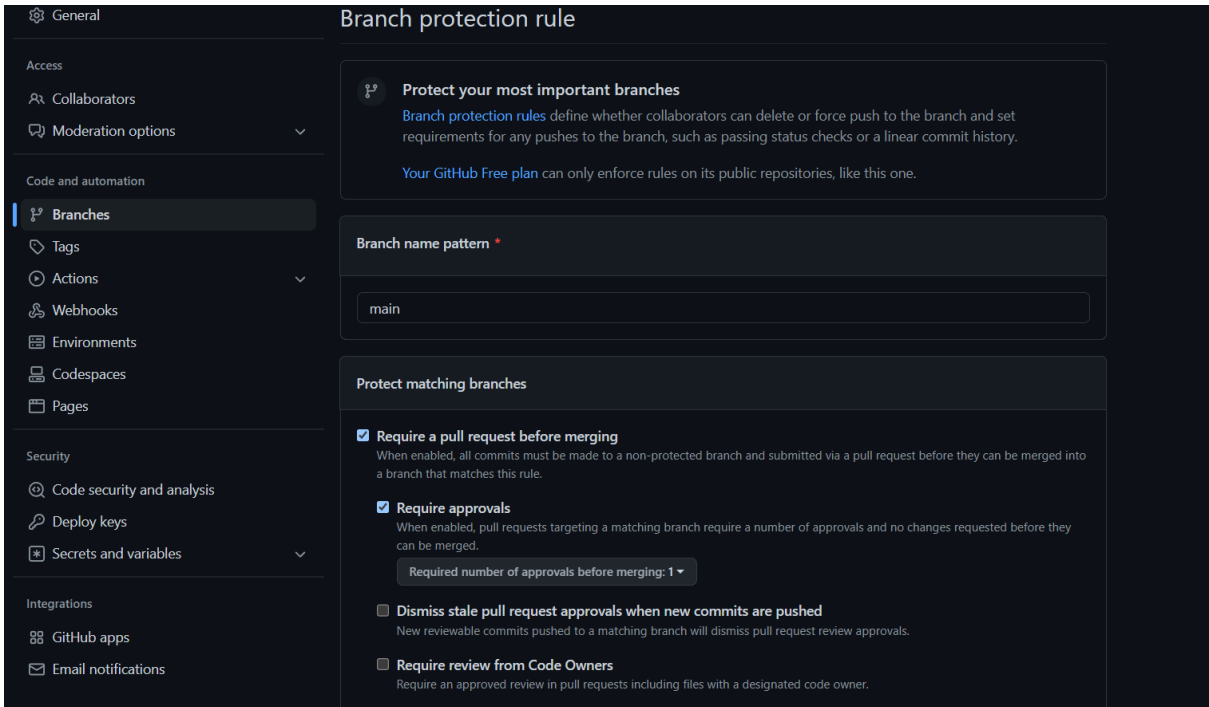 General
Access
Collaborators
Moderation options
Code and automation
Branches
Tags
Actions
Webhooks
Environments
Codespaces
Pages
Security
Code security and analysis
Deploy keys
Secrets and variables
Integrations
GitHub apps
Email notifications
Branch protection rule
Protect your most important branches
Branch protection rules define whether collaborators can delete or force push to the branch and set
requirements for any pushes to the branch, such as passing status checks or a linear commit history.
Your GitHub Free plan can only enforce rules on its public repositories, like this one.
Branch name pattern *
main
Protect matching branches
Require a pull request before merging
When enabled, all commits must be made to a non-protected branch and submitted via a pull request before they can be merged into
a branch that matches this rule.
Require approvals
When enabled, pull requests targeting a matching branch require a number of approvals and no changes requested before they
can be merged.
Required number of approvals before merging: 1
Dismiss stale pull request approvals when new commits are pushed
New reviewable commits pushed to a matching branch will dismiss pull request review approvals.
Require review from Code Owners
Require an approved review in pull requests including files with a designated code owner.